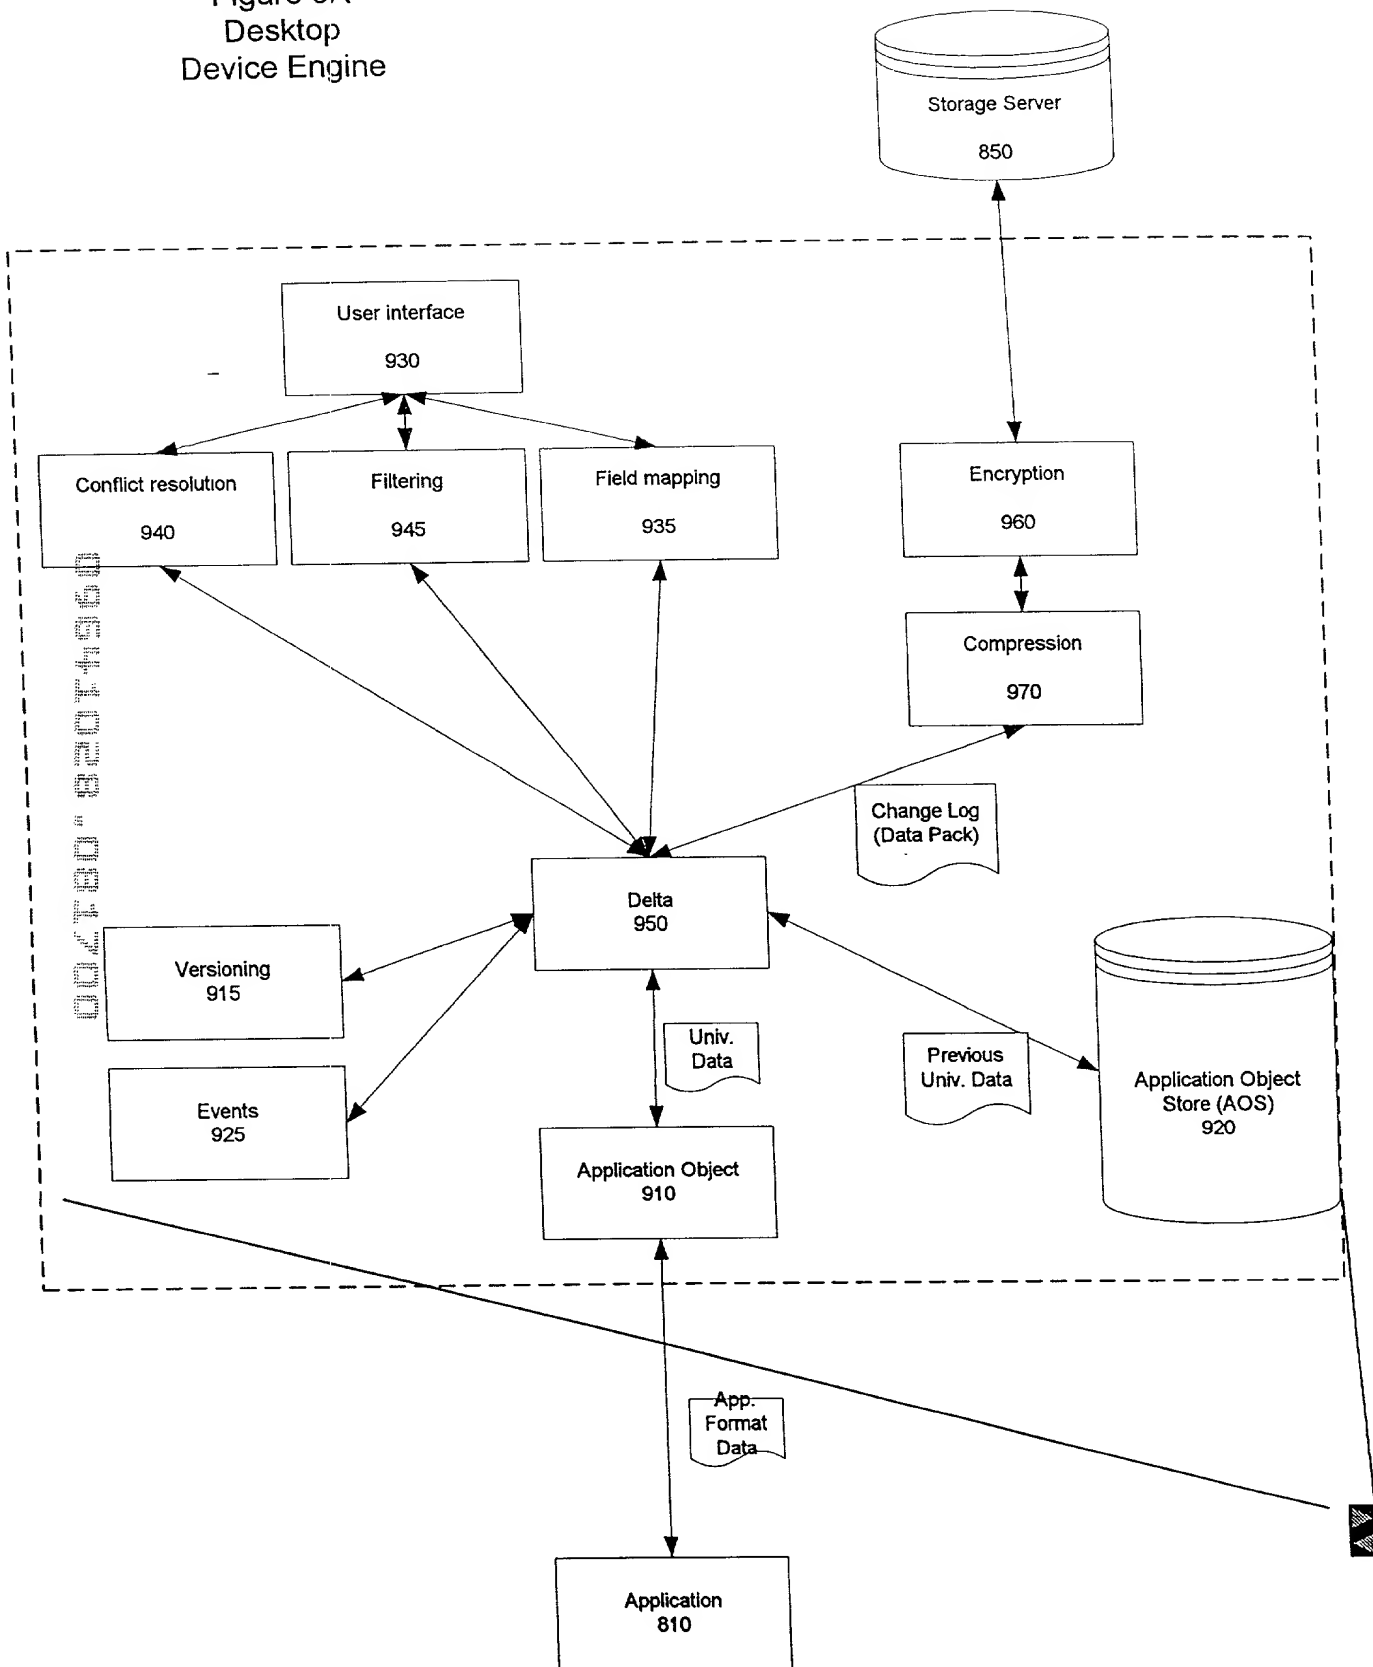 Desktop
Device Engine
Storage Server
850
User interface
930
Conflict resolution
940
Filtering
945
Field mapping
935
Encryption
960
Compression
970
Change Log
(Data Pack)
Delta
950
Versioning
915
Events
925
Univ.
Data
Previous
Univ. Data
Application Object
Store (AOS)
920
Application Object
910
App.
Format
Data
Application
810